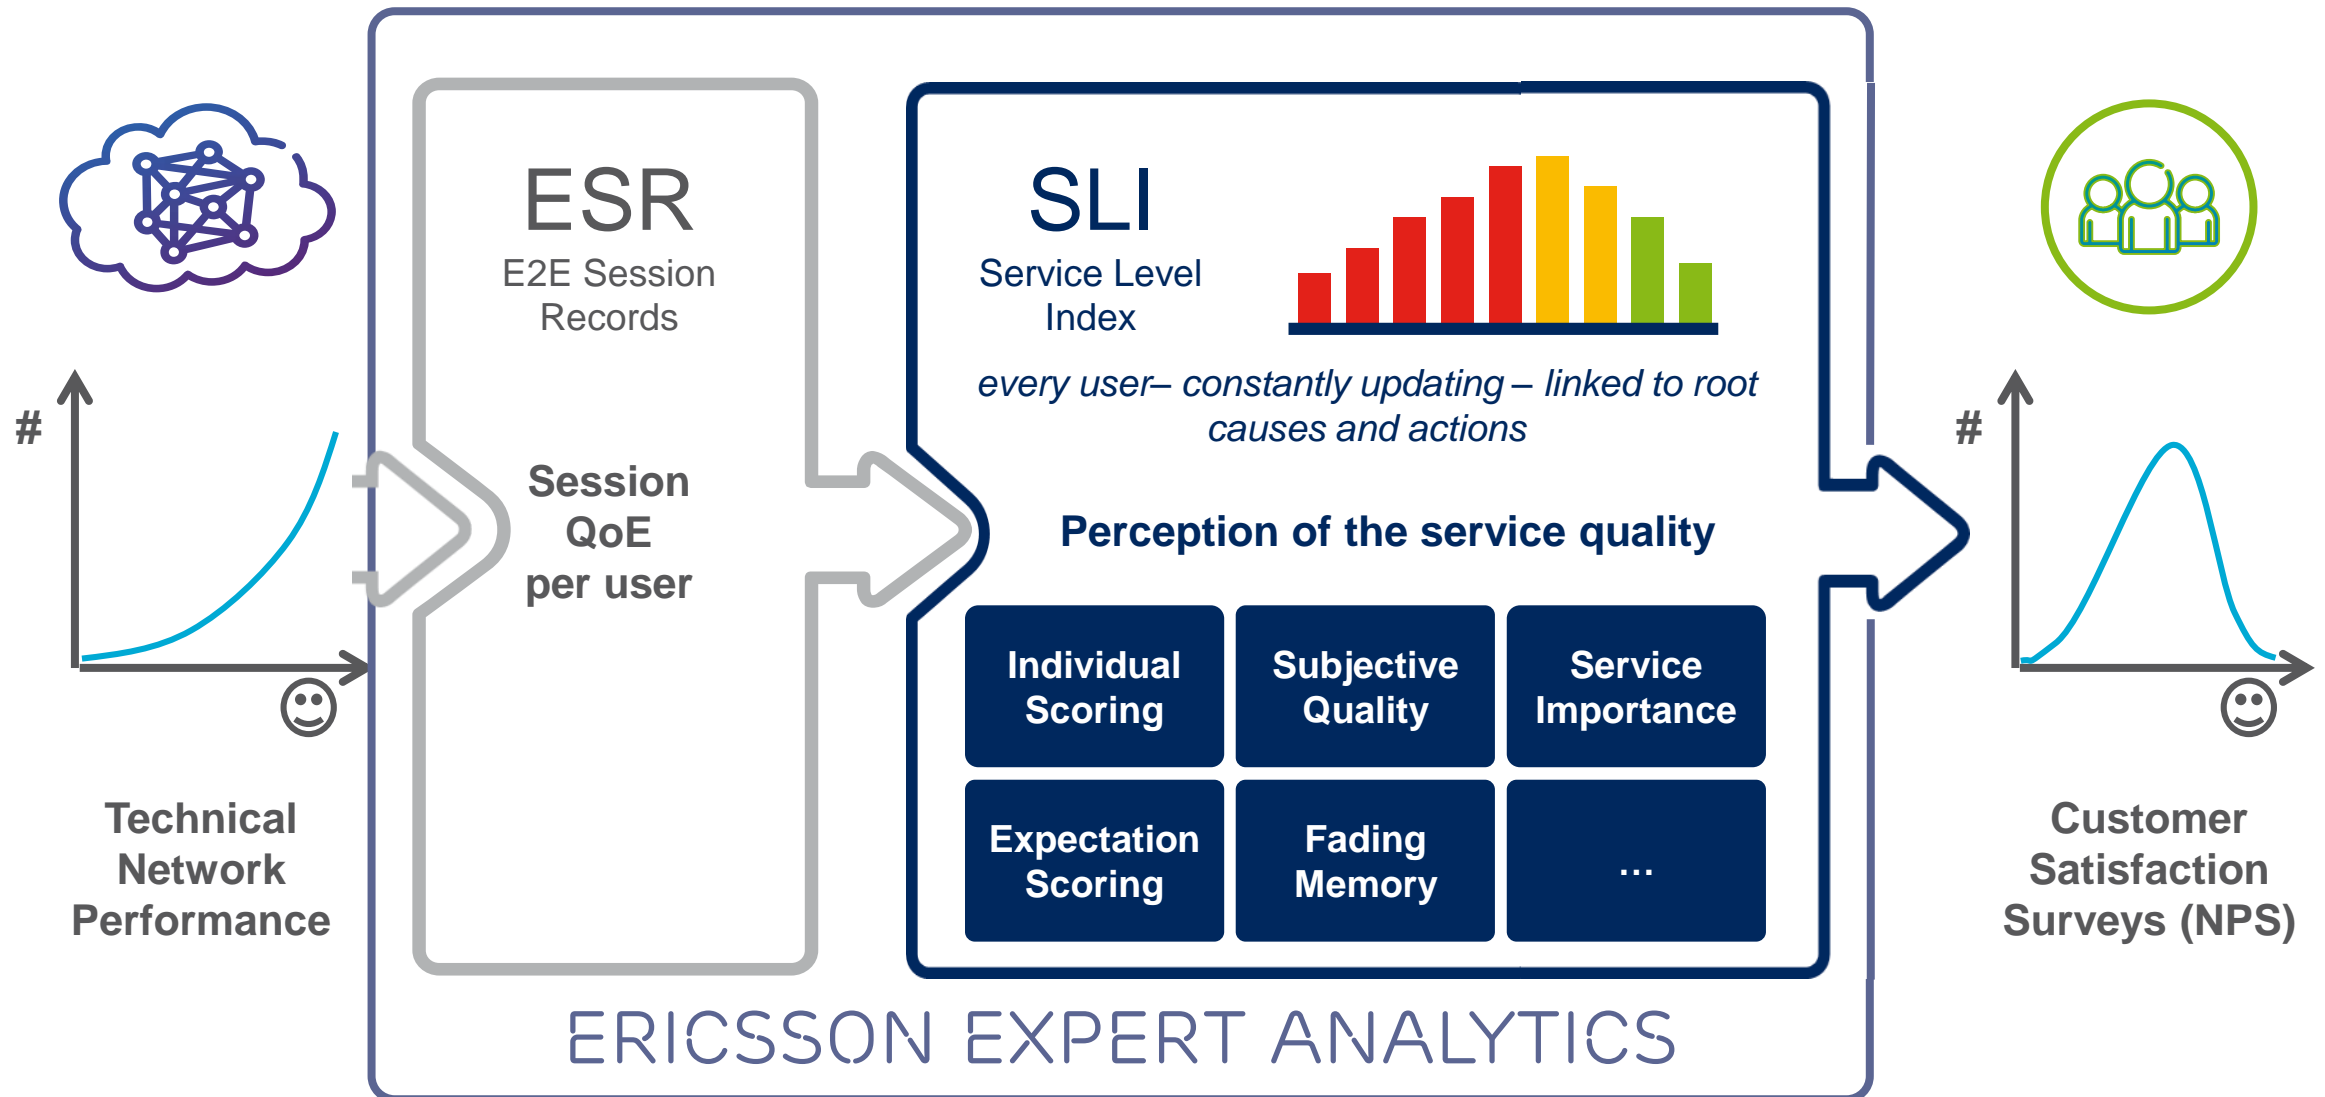 #
Technical
Network
Performance
ESR
E2E Session
Records
Session
QoE
per user
SLI
Service Level
Index
every user– constantly updating – linked to root
causes and actions
Perception of the service quality
Individual
Scoring
Subjective
Quality
Service
Importance
Expectation
Scoring
Fading
Memory
...
ERICSSON EXPERT ANALYTICS
#
Customer
Satisfaction
Surveys (NPS)